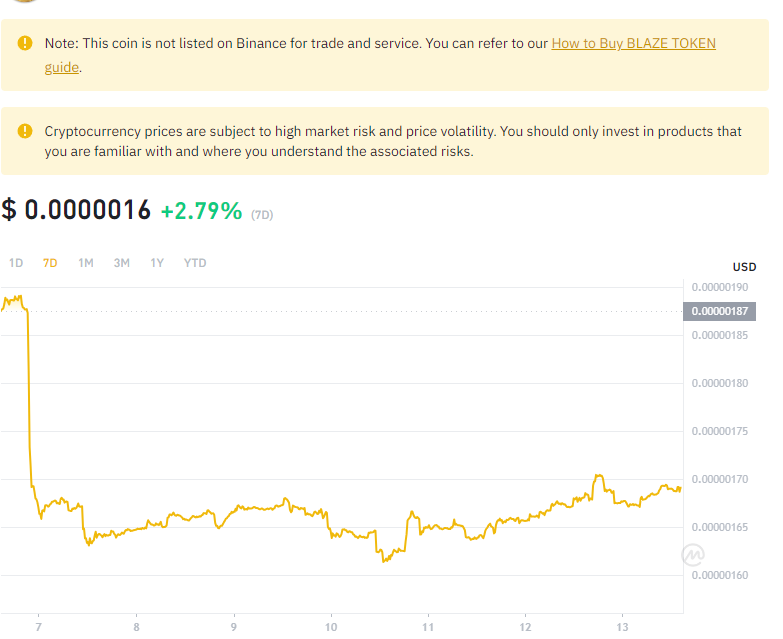 Note: This coin is not listed on Binance for trade and service. You can refer to our How to Buy BLAZE TOKEN
guide.
Cryptocurrency prices are subject to high market risk and price volatility. You should only invest in products that
you are familiar with and where you understand the associated risks.
$ 0.0000016 +2.79% (7D)
1D 7D 1M 3M 1Y YTD
USD
0.00000190
0.00000187
0.00000185
0.00000180
0.00000175
0.00000170
0.00000165
0.00000160
7 8 9 10 11 12 13